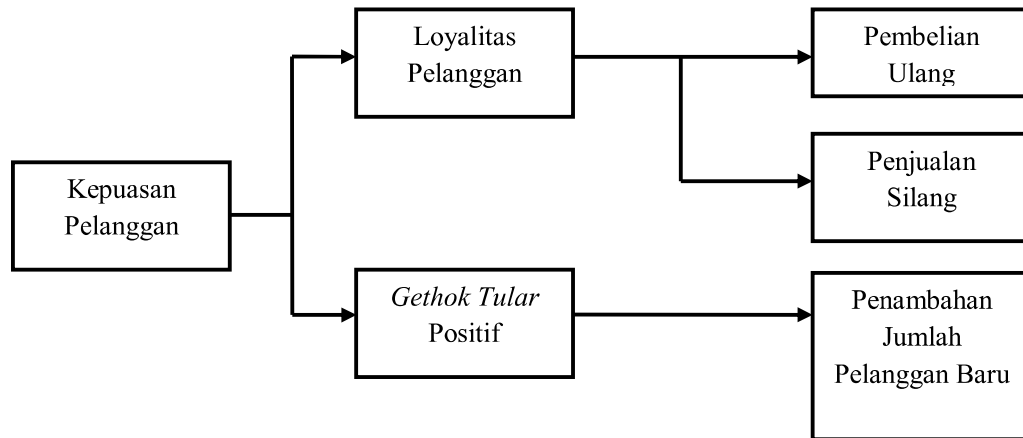 Kepuasan
Pelanggan
Loyalitas
Pelanggan
Gethok Tular
Positif
Pembelian
Ulang
Penjualan
Silang
Penambahan
Jumlah
Pelanggan Baru